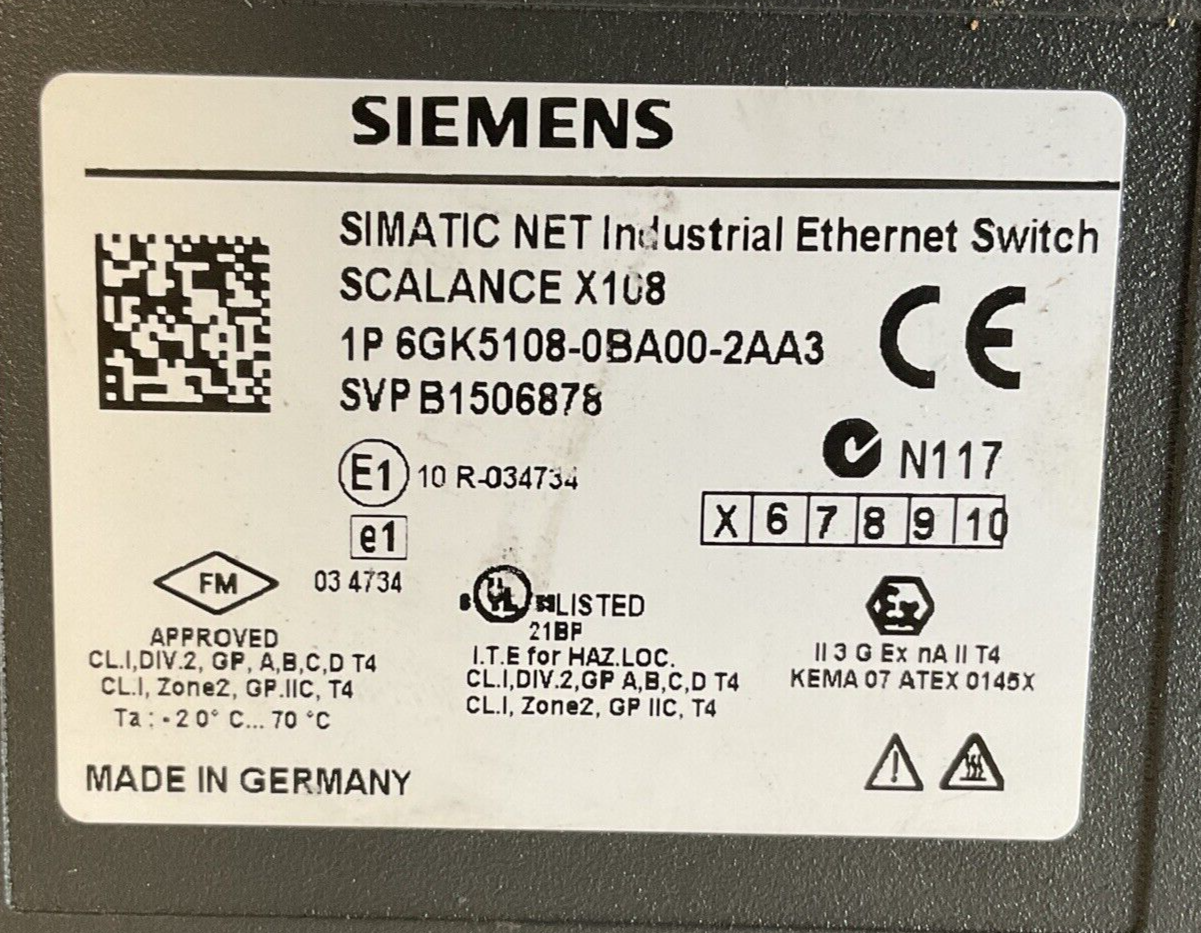 SIEMENS
SIMATIC NET Industrial Ethernet Switch
SCALANCE X108
1P 6GK5108-0BA00-2AA3
SVP B1506878
CE
N117
E1 10 R-034734
X 6 7 8 9 10
e1
03 4734
FM
APPROVED
CL.I,DIV.2, GP, A,B,C,D T4
CL.I, Zone2, GP.IIC, T4
Ta: -20° C... 70 °C
UL LISTED
21BP
I.T.E for HAZ.LOC.
CL.I,DIV.2,GP A,B,C,D T4
CL.I, Zone2, GP IIC, T4
Ex
II 3 G Ex nA II T4
KEMA 07 ATEX 0145X
MADE IN GERMANY